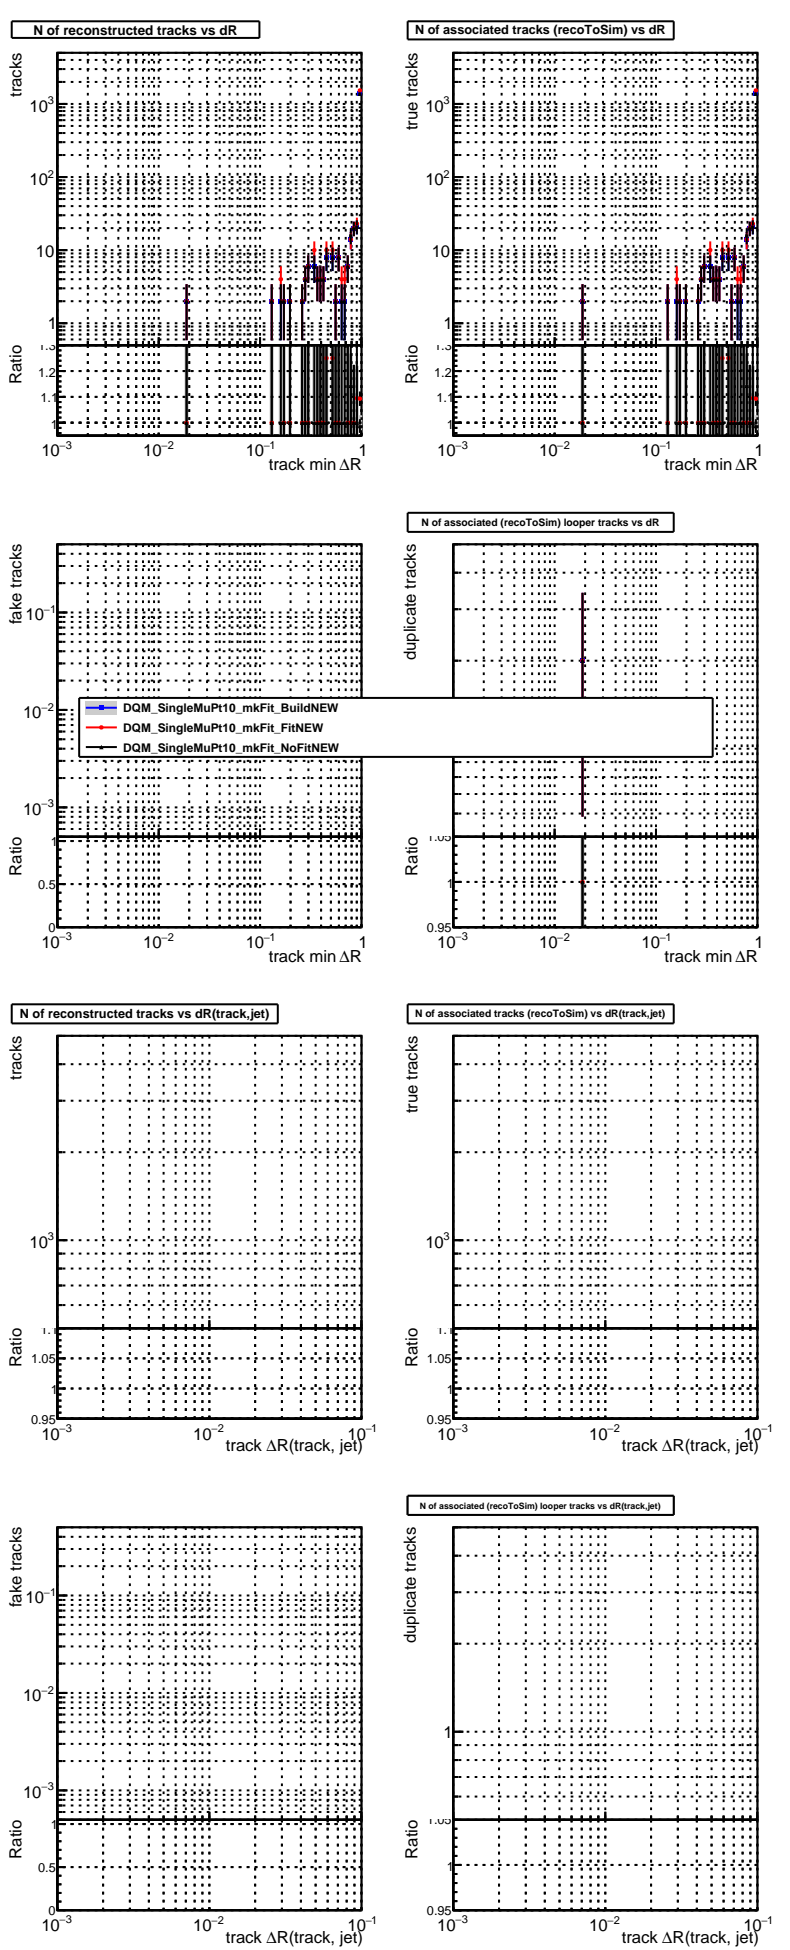 N of reconstructed tracks vs dR
N of associated tracks (recoToSim) vs dR
tracks
10³
10²
10
1
Ratio
1.3
1.2
1.1
1
10⁻³
10⁻²
10⁻¹
1
track min ΔR
true tracks
10³
10²
10
1
Ratio
1.3
1.2
1.1
1
10⁻³
10⁻²
10⁻¹
1
track min ΔR
N of associated (recoToSim) looper tracks vs dR
fake tracks
10⁻¹
10⁻²
10⁻³
Ratio
1
0.5
0
10⁻³
10⁻²
10⁻¹
1
track min ΔR
duplicate tracks
Ratio
1.05
1
0.95
10⁻³
10⁻²
10⁻¹
1
track min ΔR
DQM_SingleMuPt10_mkFit_BuildNEW
DQM_SingleMuPt10_mkFit_FitNEW
DQM_SingleMuPt10_mkFit_NoFitNEW
N of reconstructed tracks vs dR(track,jet)
N of associated tracks (recoToSim) vs dR(track,jet)
tracks
10³
Ratio
1.1
1.05
1
0.95
10⁻³
10⁻²
10⁻¹
track ΔR(track, jet)
true tracks
10³
Ratio
1.1
1.05
1
0.95
10⁻³
10⁻²
10⁻¹
track ΔR(track, jet)
N of associated (recoToSim) looper tracks vs dR(track,jet)
fake tracks
10⁻¹
10⁻²
10⁻³
Ratio
1
0.5
0
10⁻³
10⁻²
10⁻¹
track ΔR(track, jet)
duplicate tracks
1
Ratio
1.05
1
0.95
10⁻³
10⁻²
10⁻¹
track ΔR(track, jet)